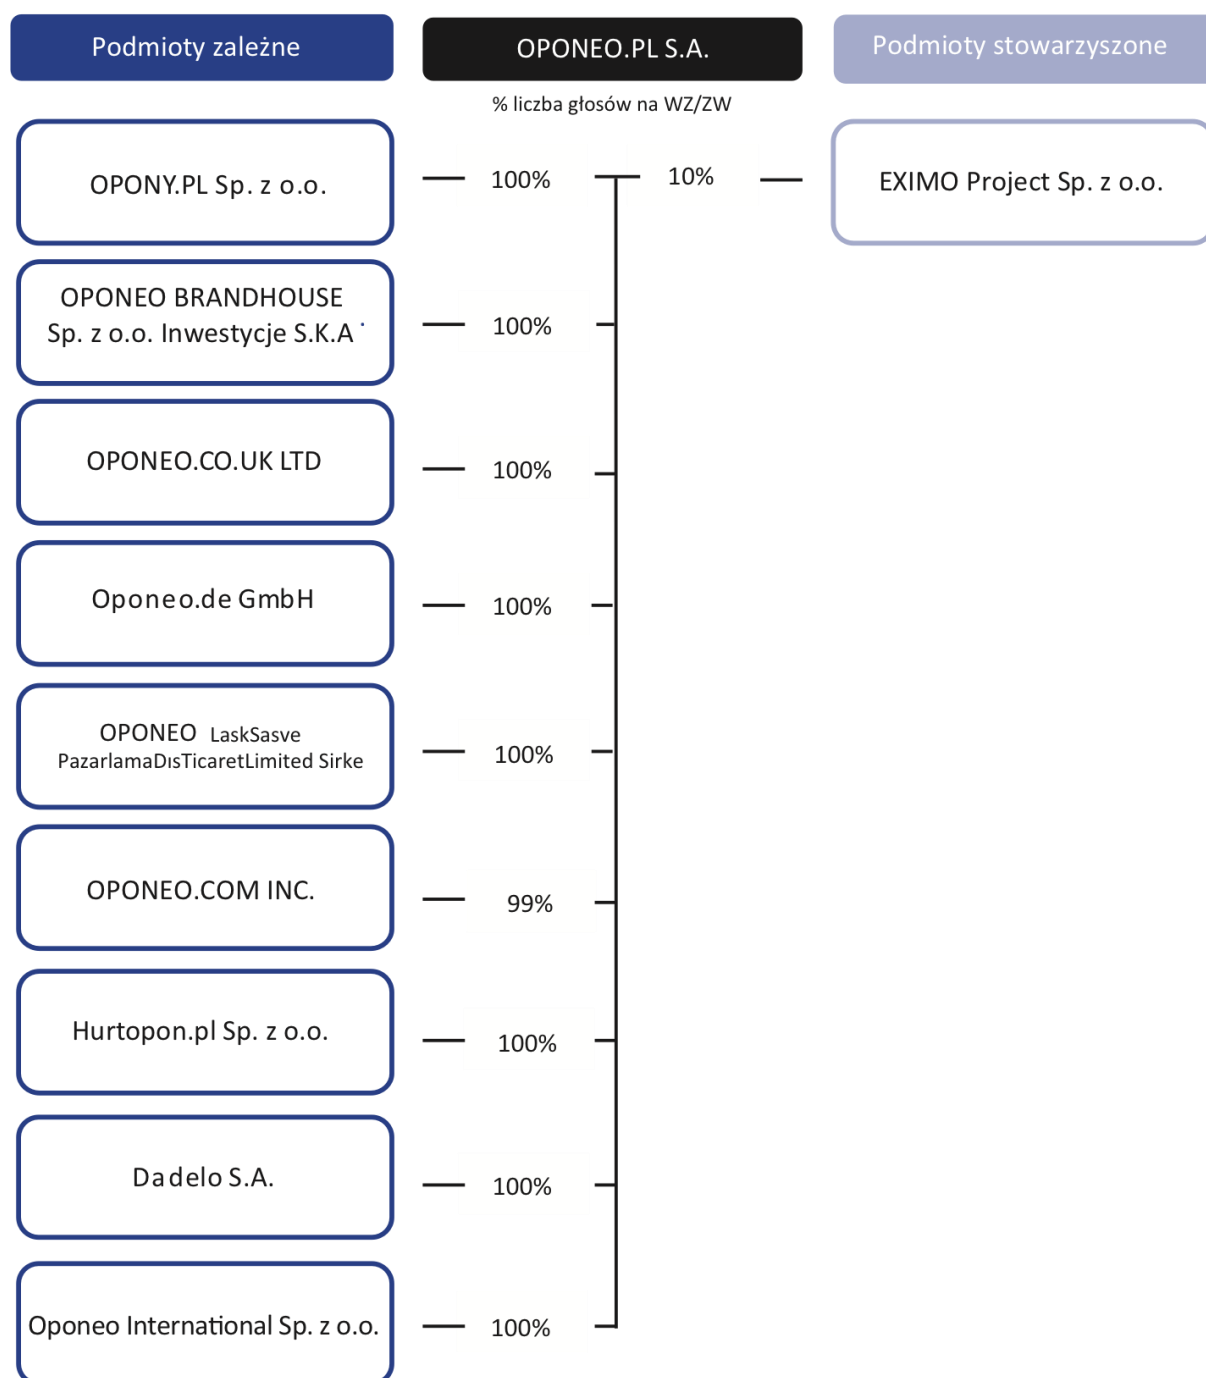 Podmioty zależne
OPONEO.PL S.A.
Podmioty stowarzyszone
% liczba głosów na WZ/ZW
OPONY.PL Sp. z o.o.
100%
10%
EXIMO Project Sp. z o.o.
OPONEO BRANDHOUSE
Sp. z o.o. Inwestycje S.K.A
100%
OPONEO.CO.UK LTD
100%
Oponeo.de GmbH
100%
OPONEO LaskSasve
PazarlamaDısTicaretLimited Sirke
100%
OPONEO.COM INC.
99%
Hurtopon.pl Sp. z o.o.
100%
Dadelo S.A.
100%
Oponeo International Sp. z o.o.
100%